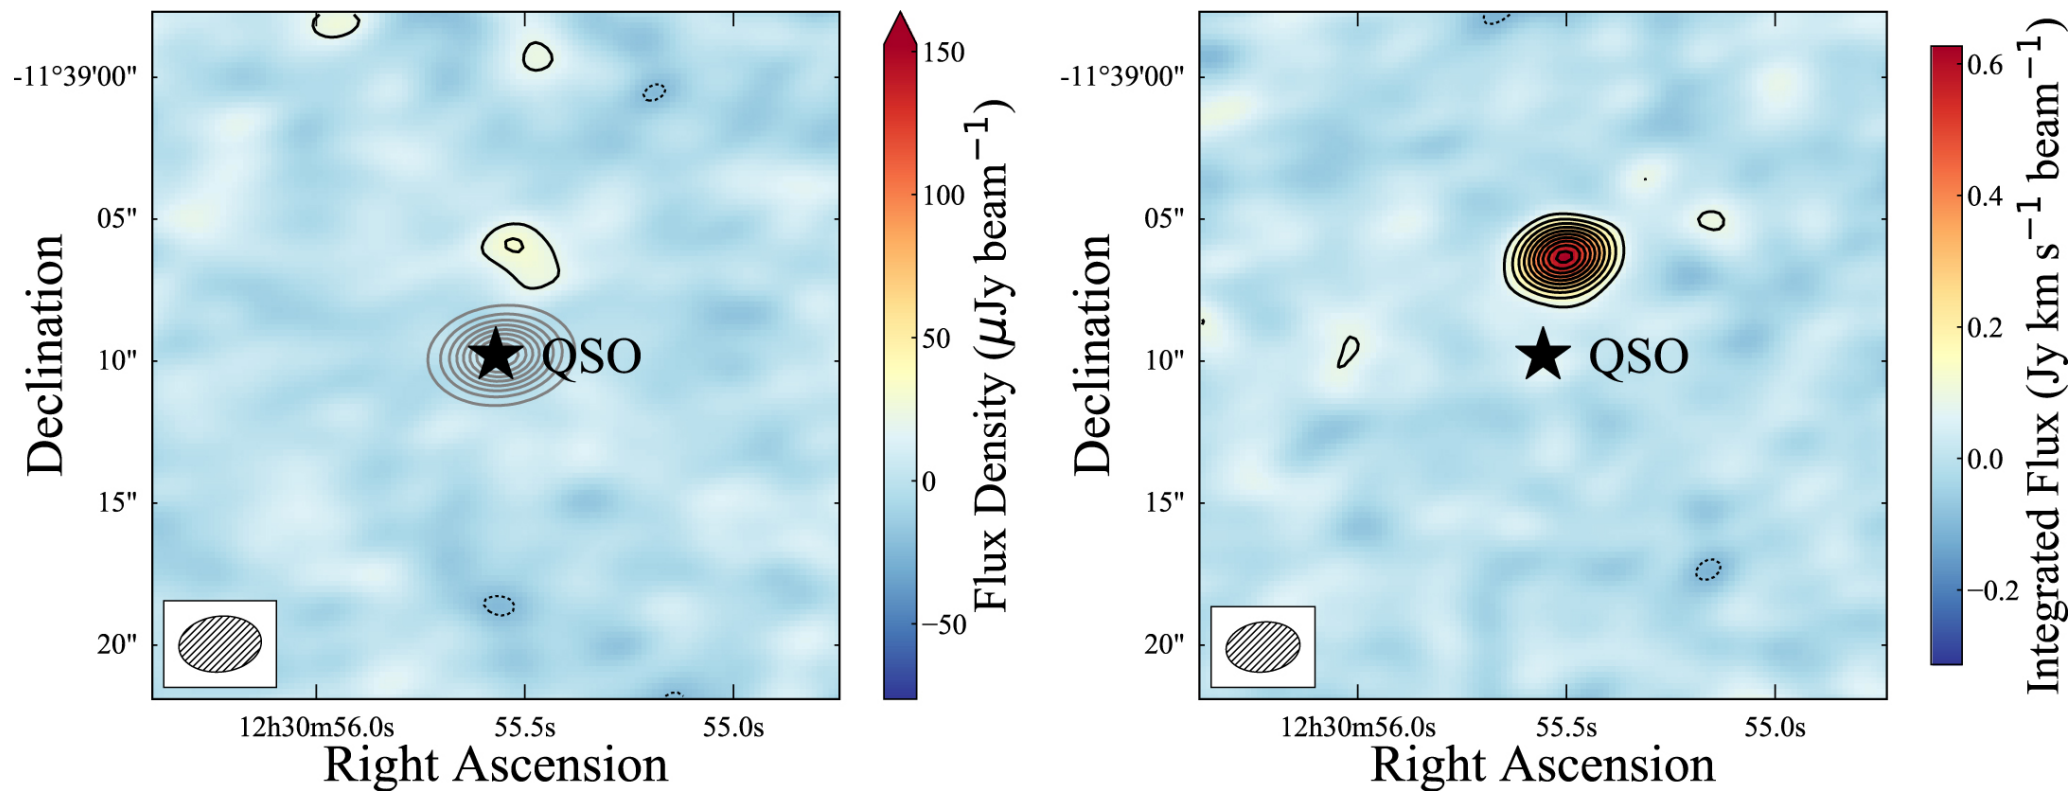 -11°39'00"
05"
10"
15"
20"
Declination
12h30m56.0s
55.5s
55.0s
Right Ascension
QSO
150
100
50
0
−50
Flux Density (μJy beam⁻¹)
-11°39'00"
05"
10"
15"
20"
Declination
12h30m56.0s
55.5s
55.0s
Right Ascension
QSO
0.6
0.4
0.2
0.0
−0.2
Integrated Flux (Jy km s⁻¹ beam⁻¹)